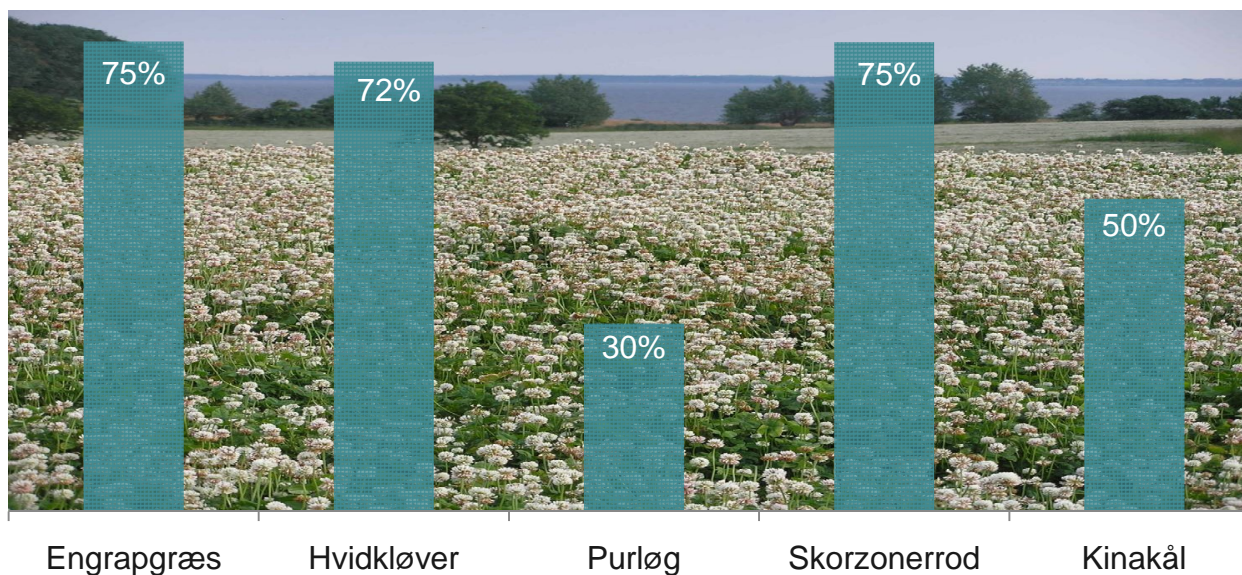 75%
72%
30%
75%
50%
Engrapgræs
Hvidkløver
Purløg
Skorzonerrod
Kinakål